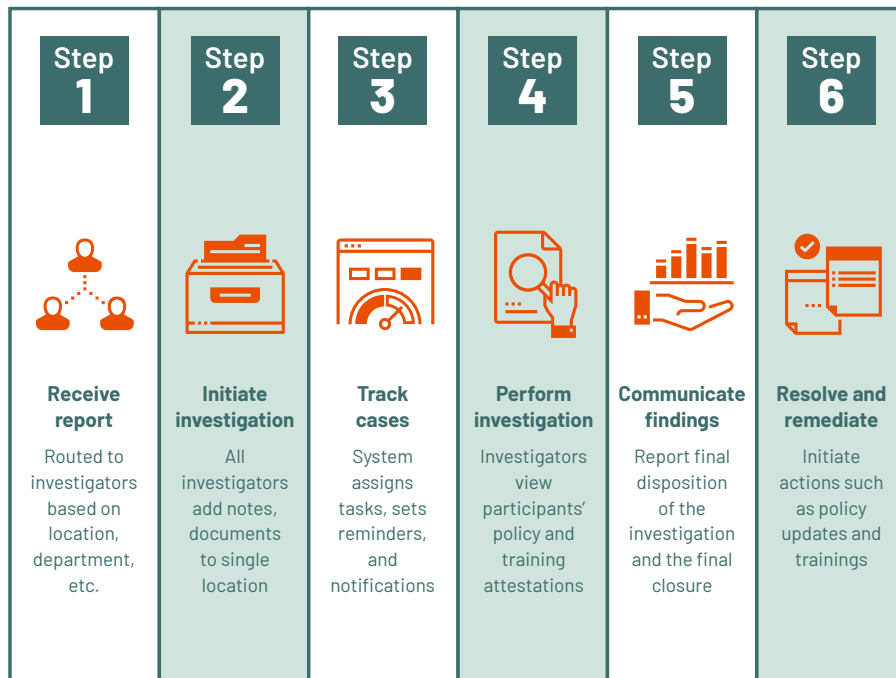 Step
1
Receive
report
Routed to
investigators
based on
location,
department,
etc.
Step
2
Initiate
investigation
All
investigators
add notes,
documents
to single
location
Step
3
Track
cases
System
assigns
tasks, sets
reminders,
and
notifications
Step
4
Perform
investigation
Investigators
view
participants’
policy and
training
attestations
Step
5
Communicate
findings
Report final
disposition
of the
investigation
and the final
closure
Step
6
Resolve and
remediate
Initiate
actions such
as policy
updates and
trainings